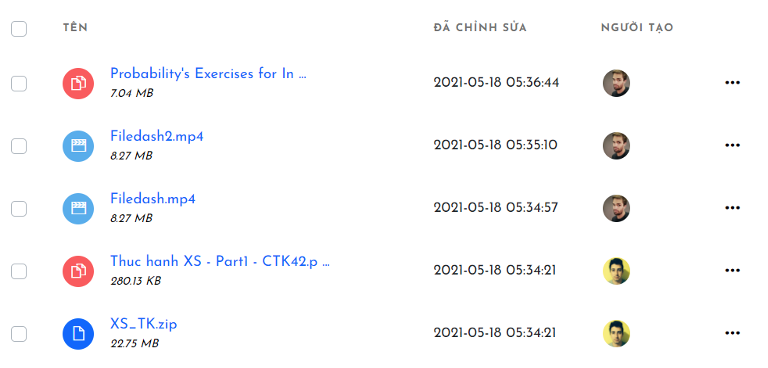 TÊN ĐÃ CHỈNH SỬA NGƯỜI TẠO
Probability's Exercises for In ...
7.04 MB
2021-05-18 05:36:44
Filedash2.mp4
8.27 MB
2021-05-18 05:35:10
Filedash.mp4
8.27 MB
2021-05-18 05:34:57
Thuc hanh XS - Part1 - CTK42.p ...
280.13 KB
2021-05-18 05:34:21
XS_TK.zip
22.75 MB
2021-05-18 05:34:21